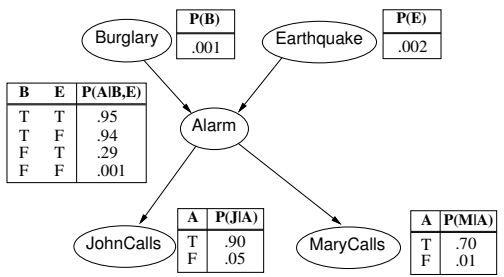 Burglary
P(B)
.001
Earthquake
P(E)
.002
B E P(A|B,E)
T T .95
T F .94
F T .29
F F .001
Alarm
JohnCalls
A P(J|A)
T .90
F .05
MaryCalls
A P(M|A)
T .70
F .01